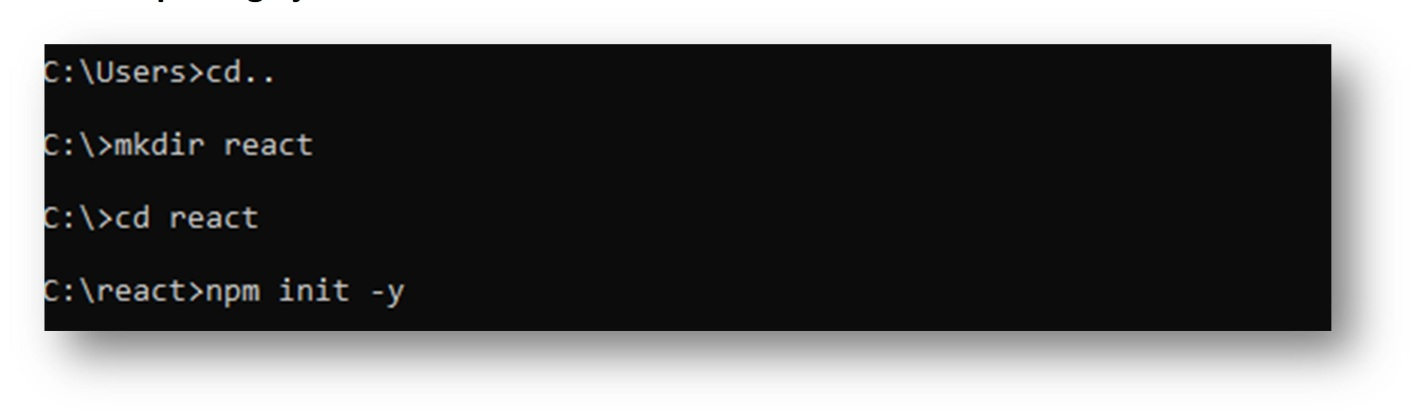 C:\Users>cd..
C:\>mkdir react
C:\>cd react
C:\react>npm init -y